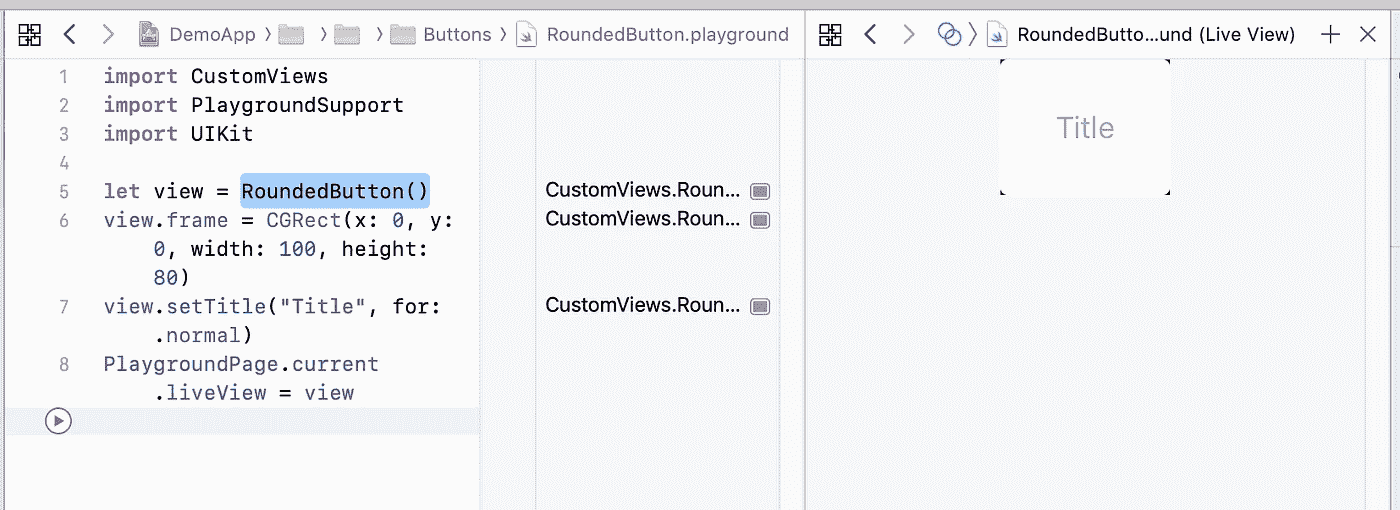 DemoApp
Buttons
RoundedButton.playground
RoundedButto...und (Live View)
1 import CustomViews
2 import PlaygroundSupport
3 import UIKit
4
5 let view = RoundedButton()
CustomViews.Roun...
6 view.frame = CGRect(x: 0, y:
CustomViews.Roun...
0, width: 100, height:
80)
7 view.setTitle("Title", for:
CustomViews.Roun...
.normal)
8 PlaygroundPage.current
.liveView = view
Title